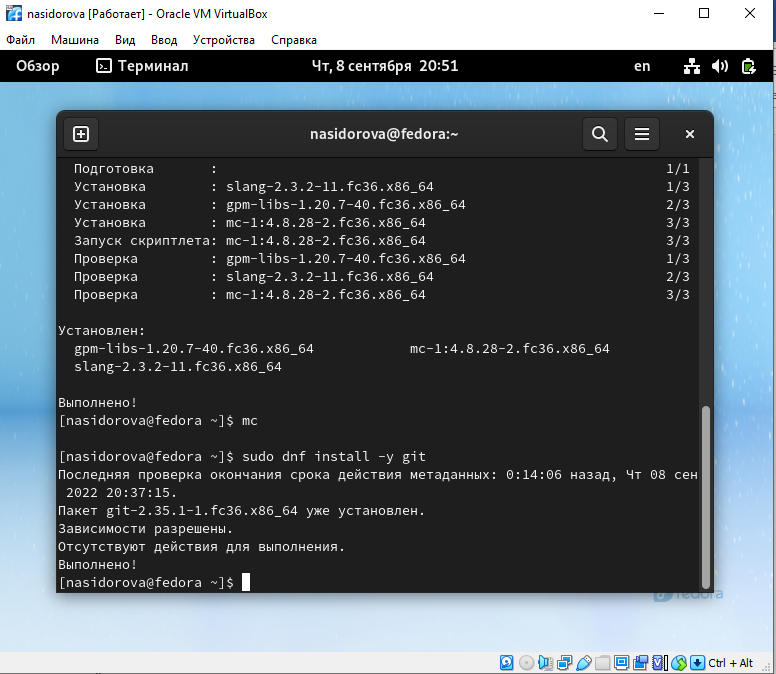 nasidorova [Работает] - Oracle VM VirtualBox
Файл Машина Вид Ввод Устройства Справка
Обзор Терминал Чт, 8 сентября 20:51 en
nasidorova@fedora:~
Подготовка : 1/1
Установка : slang-2.3.2-11.fc36.x86_64 1/3
Установка : gpm-libs-1.20.7-40.fc36.x86_64 2/3
Установка : mc-1:4.8.28-2.fc36.x86_64 3/3
Запуск скриптлета: mc-1:4.8.28-2.fc36.x86_64 3/3
Проверка : gpm-libs-1.20.7-40.fc36.x86_64 1/3
Проверка : slang-2.3.2-11.fc36.x86_64 2/3
Проверка : mc-1:4.8.28-2.fc36.x86_64 3/3
Установлен:
gpm-libs-1.20.7-40.fc36.x86_64 mc-1:4.8.28-2.fc36.x86_64
slang-2.3.2-11.fc36.x86_64
Выполнено!
[nasidorova@fedora ~]$ mc
[nasidorova@fedora ~]$ sudo dnf install -y git
Последняя проверка окончания срока действия метаданных: 0:14:06 назад, Чт 08 сен
2022 20:37:15.
Пакет git-2.35.1-1.fc36.x86_64 уже установлен.
Зависимости разрешены.
Отсутствуют действия для выполнения.
Выполнено!
[nasidorova@fedora ~]$
fedora
Ctrl + Alt